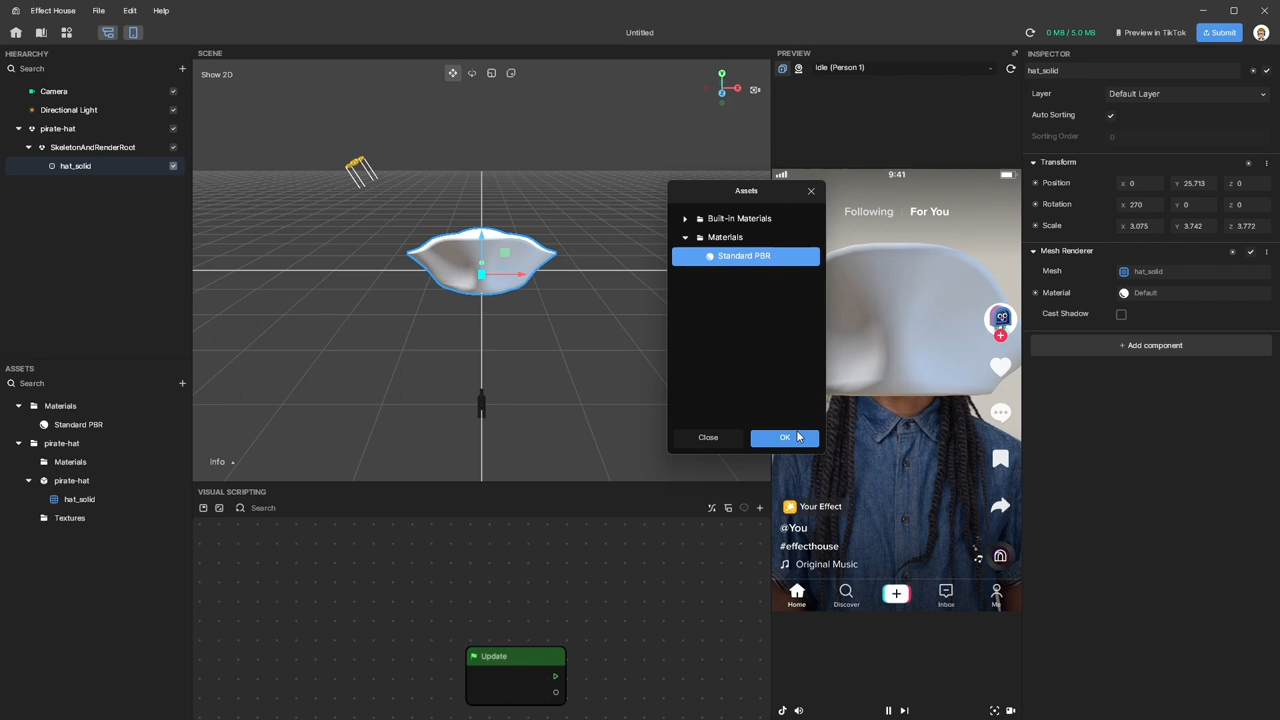 Effect House File Edit Help
Untitled
0 MB / 5.0 MB Preview in TikTok Submit
HIERARCHY
Search
Camera
Directional Light
pirate-hat
SkeletonAndRenderRoot
hat_solid
ASSETS
Search
Materials
Standard PBR
pirate-hat
Materials
pirate-hat
hat_solid
Textures
SCENE
Show 2D
Y
X
Z
Info
VISUAL SCRIPTING
Search
Update
Assets
Built-in Materials
Materials
Standard PBR
Close OK
PREVIEW
Idle (Person 1)
9:41
Following For You
Your Effect
@You
#effecthouse
Original Music
Home Discover Inbox Me
INSPECTOR
hat_solid
Layer Default Layer
Auto Sorting
Sorting Order 0
Transform
Position X 0 Y 25.713 Z 0
Rotation X 270 Y 0 Z 0
Scale X 3.075 Y 3.742 Z 3.772
Mesh Renderer
Mesh hat_solid
Material Default
Cast Shadow
+ Add component